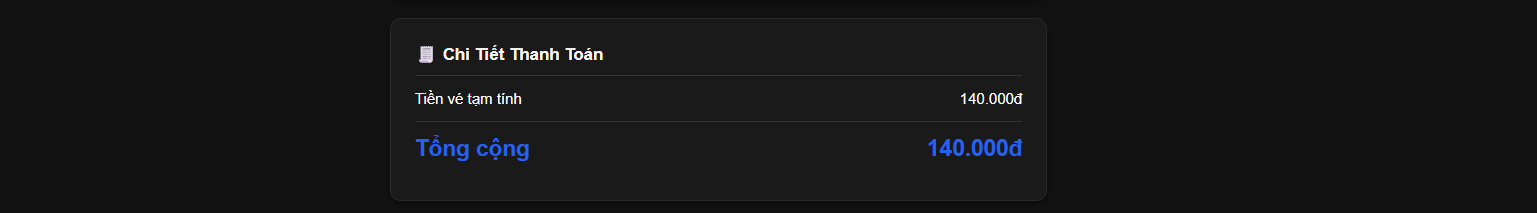 Chi Tiết Thanh Toán
Tiền vé tạm tính 140.000đ
Tổng cộng 140.000đ